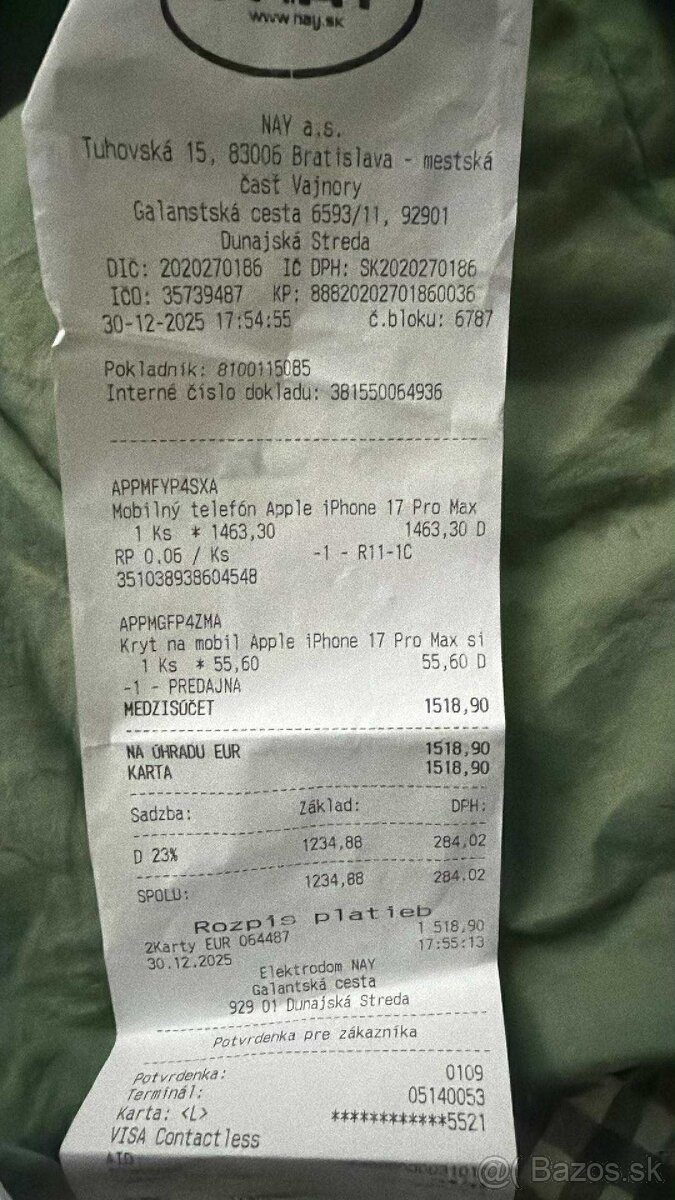 www.nay.sk
NAY a.s.
Tuhovská 15, 83006 Bratislava - mestská
časť Vajnory
Galanstská cesta 6593/11, 92901
Dunajská Streda
DIČ: 2020270186 IČ DPH: SK2020270186
IČO: 35739487 KP: 88820202701860036
30-12-2025 17:54:55 č.bloku: 6787
Pokladník: 8100115085
Interné číslo dokladu: 381550064936
APPMFYP4SXA
Mobilný telefón Apple iPhone 17 Pro Max
1 Ks * 1463,30 1463,30 D
RP 0.06 / Ks -1 - R11-1C
351038938604548
APPMGFP4ZMA
Kryt na mobil Apple iPhone 17 Pro Max si
1 Ks * 55,60 55,60 D
-1 - PREDAJNA
MEDZISÚČET 1518,90
NA ÚHRADU EUR 1518,90
KARTA 1518,90
Sadzba: Základ: DPH:
D 23% 1234,88 284,02
SPOLU: 1234,88 284.02
Rozpis platieb
2Karty EUR 064487 1 518,90
30.12.2025 17:55:13
Elektrodom NAY
Galantská cesta
929 01 Dunajská Streda
Potvrdenka pre zákazníka
Potvrdenka: 0109
Terminál: 05140053
Karta: <L> ************5521
VISA Contactless
AID:
Bazos.sk